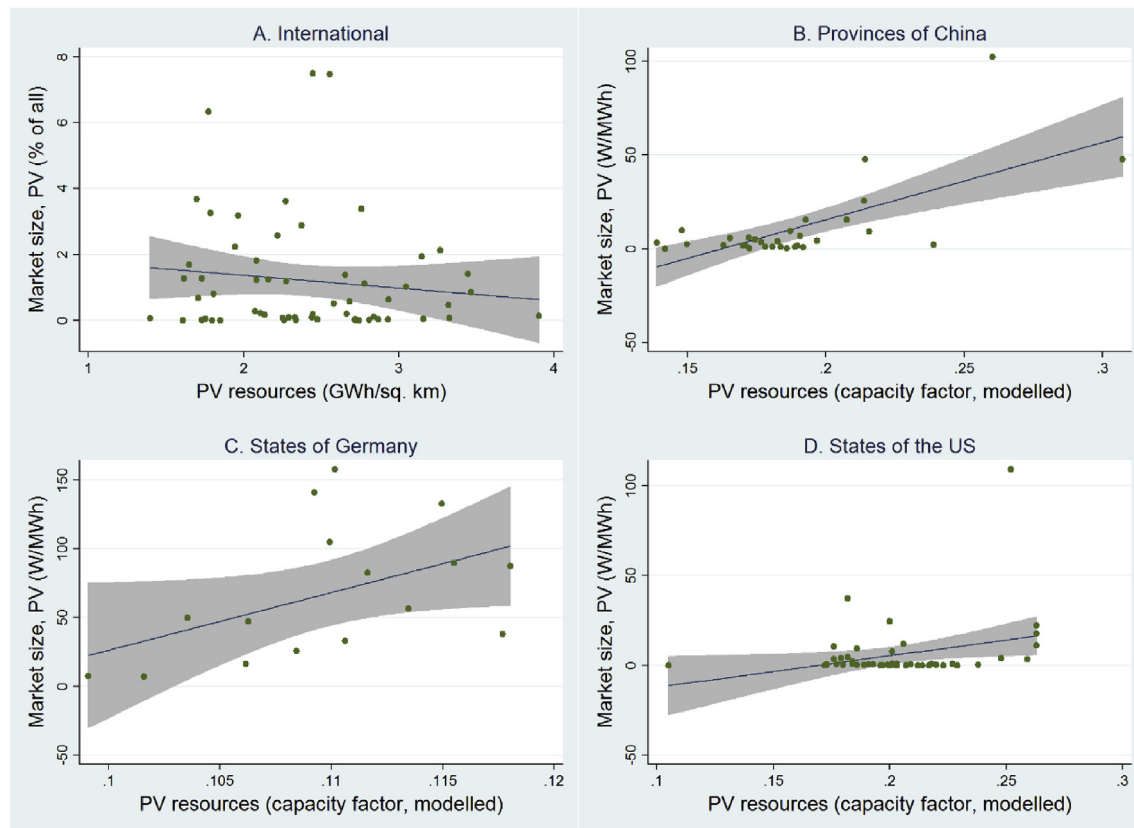 A. International
Market size, PV (% of all)
8
6
4
2
0
1 2 3 4
PV resources (GWh/sq. km)
B. Provinces of China
Market size, PV (W/MWh)
100
50
0
-50
.15 .2 .25 .3
PV resources (capacity factor, modelled)
C. States of Germany
Market size, PV (W/MWh)
150
100
50
0
-50
.1 .105 .11 .115 .12
PV resources (capacity factor, modelled)
D. States of the US
Market size, PV (W/MWh)
100
50
0
-50
.1 .15 .2 .25 .3
PV resources (capacity factor, modelled)